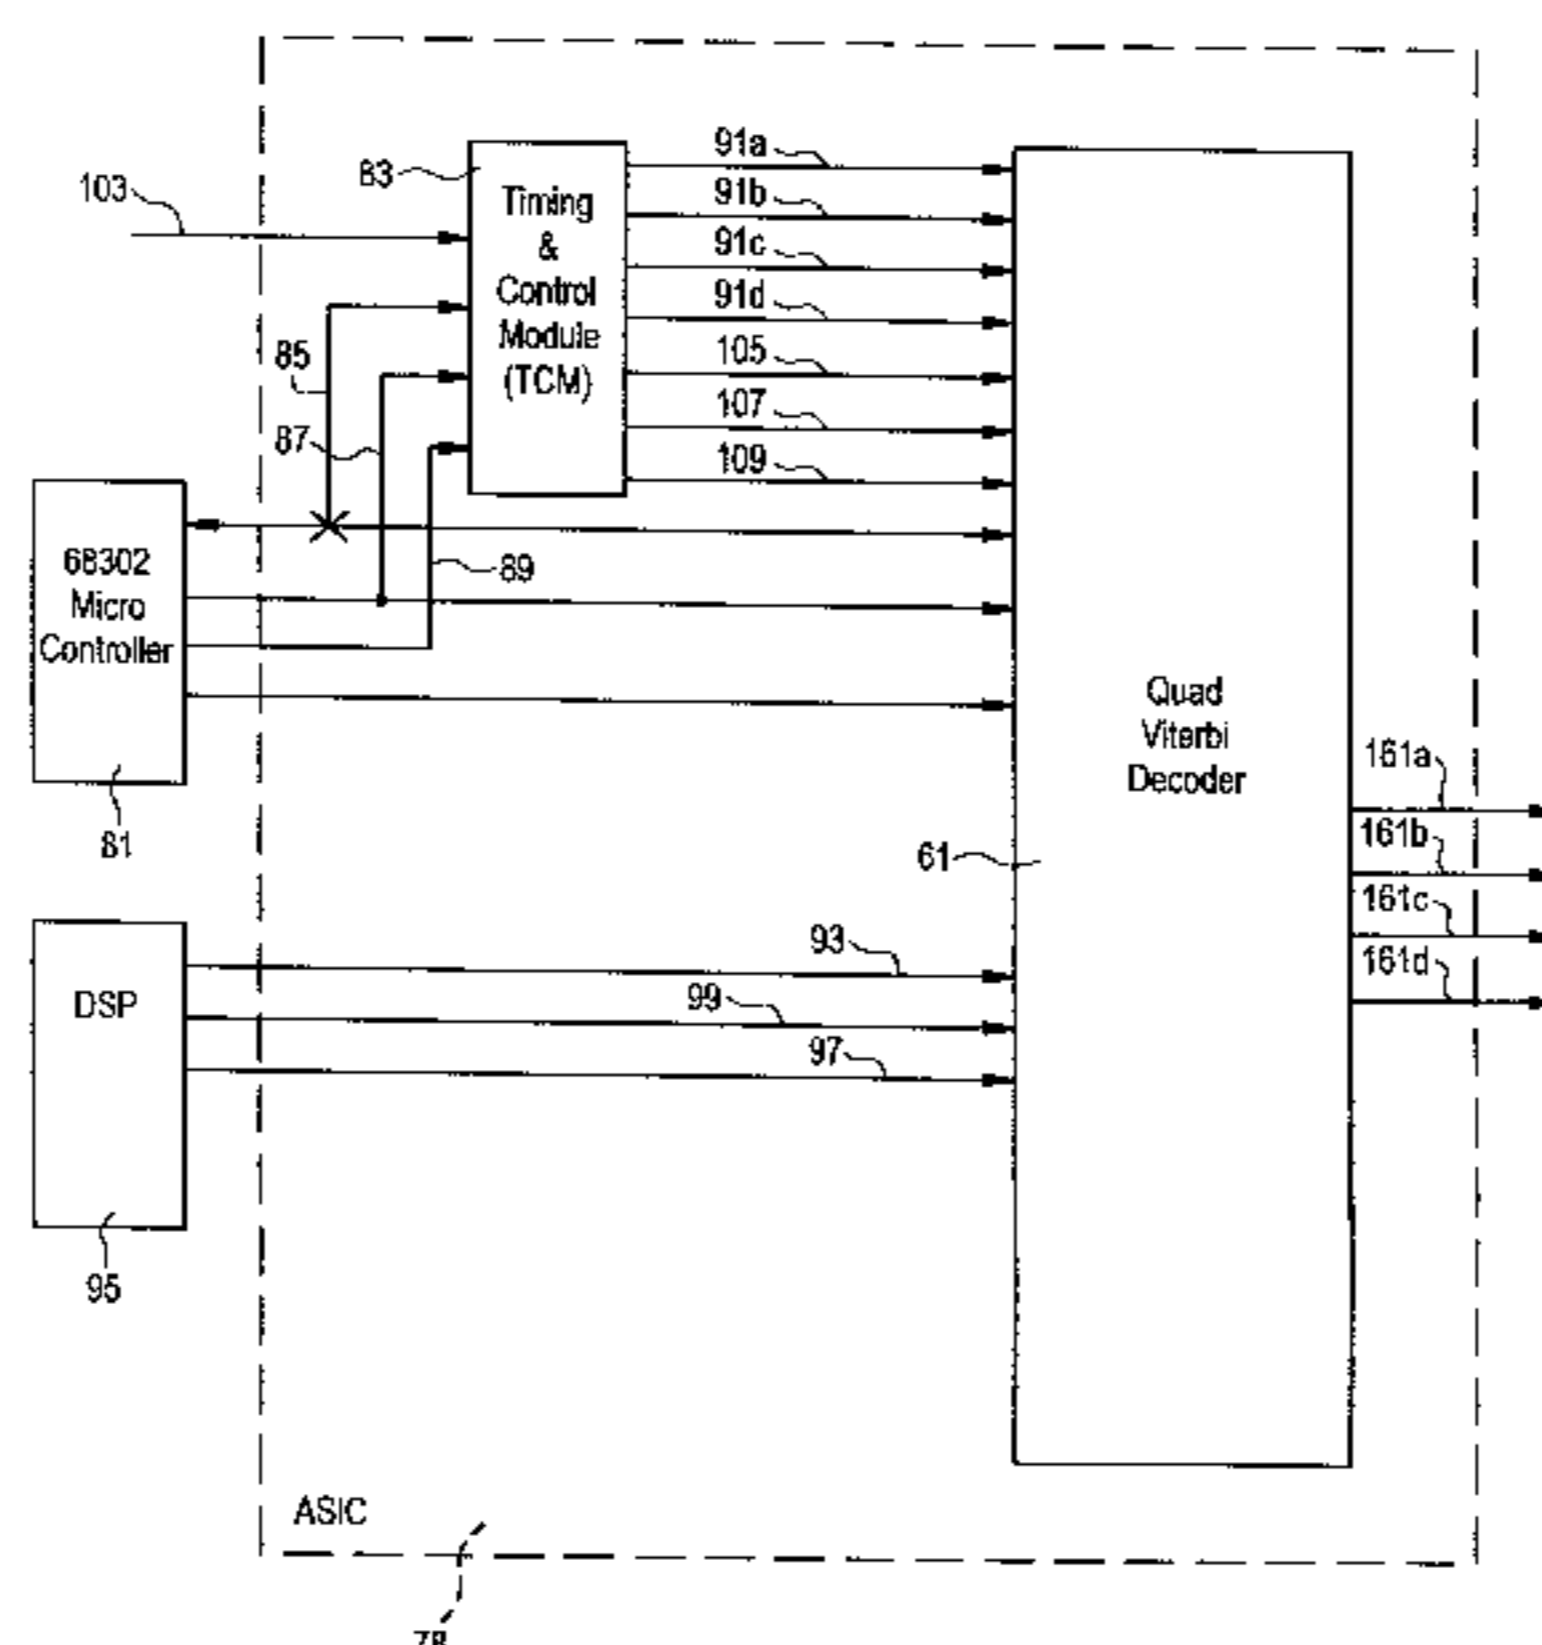 103
83
Timing
&
Control
Module
(TCM)
91a
91b
91c
91d
105
107
109
85
87
89
68302
Micro
Controller
81
Quad
Viterbi
Decoder
61
161a
161b
161c
161d
DSP
95
93
99
97
ASIC